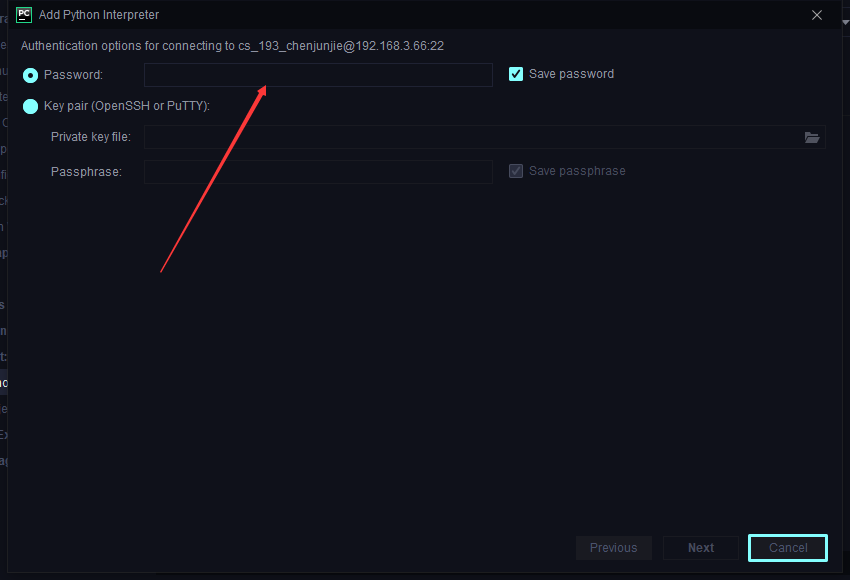 PC Add Python Interpreter
Authentication options for connecting to cs_193_chenjunjie@192.168.3.66:22
Password:
Save password
Key pair (OpenSSH or PuTTY):
Private key file:
Passphrase:
Save passphrase
Previous
Next
Cancel